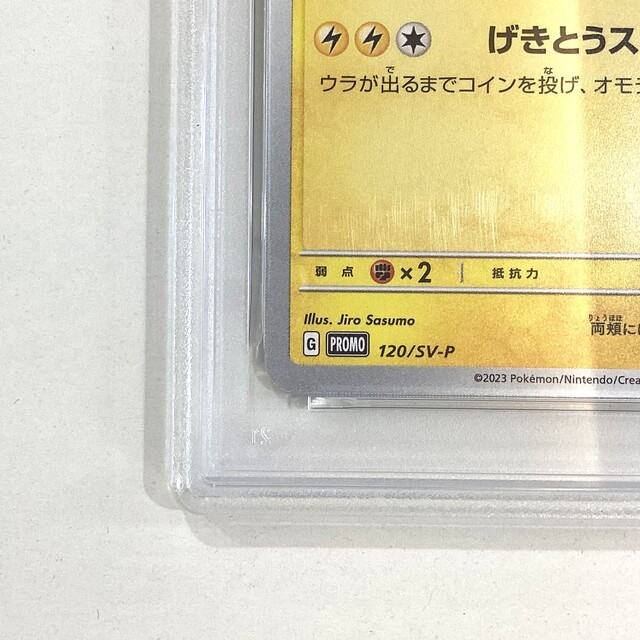 げきとうス
ウラが出るまでコインを投げ、オモテ
弱点 ×2 抵抗力
Illus. Jiro Sasumo
両頬に
G PROMO 120/SV-P
©2023 Pokémon/Nintendo/Crea
rs